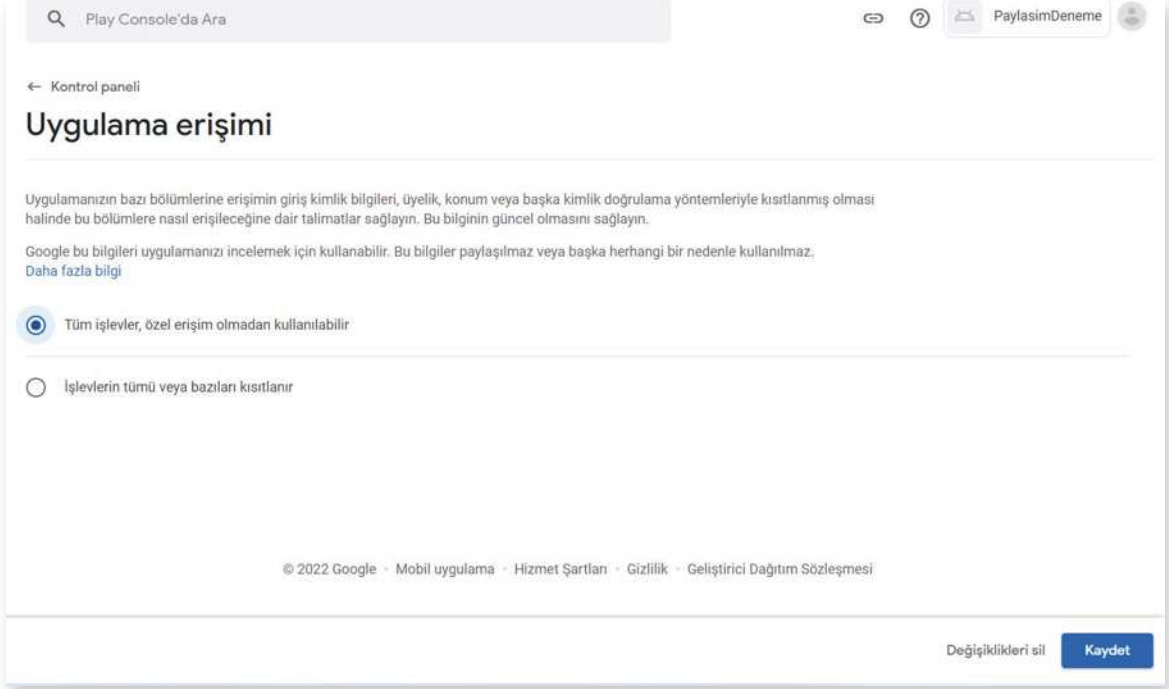 Play Console'da Ara
PaylasimDeneme
← Kontrol paneli
Uygulama erişimi
Uygulamanızın bazı bölümlerine erişimin giriş kimlik bilgileri, üyelik, konum veya başka kimlik doğrulama yöntemleriyle kısıtlanmış olması
halinde bu bölümlere nasıl erişileceğine dair talimatlar sağlayın. Bu bilginin güncel olmasını sağlayın.
Google bu bilgileri uygulamanızı incelemek için kullanabilir. Bu bilgiler paylaşılmaz veya başka herhangi bir nedenle kullanılmaz.
Daha fazla bilgi
Tüm işlevler, özel erişim olmadan kullanılabilir
İşlevlerin tümü veya bazıları kısıtlanır
© 2022 Google · Mobil uygulama · Hizmet Şartları · Gizlilik · Geliştirici Dağıtım Sözleşmesi
Değişiklikleri sil Kaydet